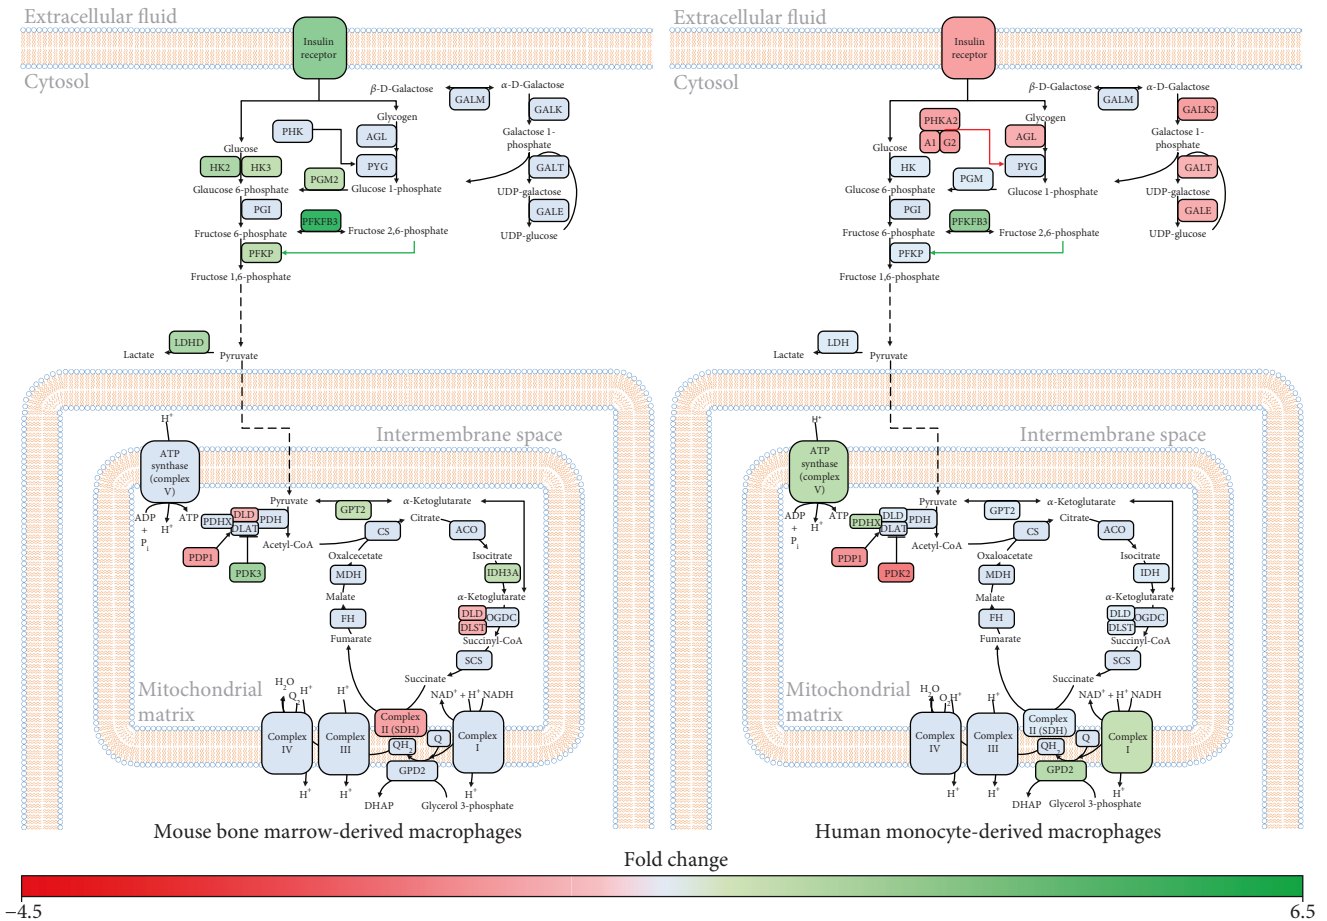 Extracellular fluid
Insulin
receptor
Cytosol
β-D-Galactose
α-D-Galactose
GALM
GALK
Glycogen
PHK
AGL
Galactose 1-
phosphate
Glucose
HK2
HK3
PYG
GALT
PGM2
Glaucose 6-phosphate
Glucose 1-phosphate
UDP-galactose
PGI
GALE
PFKFB3
Fructose 6-phosphate
Fructose 2,6-phosphate
UDP-glucose
PFKP
Fructose 1,6-phosphate
LDHD
Lactate
Pyruvate
H⁺
Intermembrane space
ATP
synthase
(complex
V)
Pyruvate
α-Ketoglutarate
GPT2
ADP
+
Pᵢ
H⁺
ATP
PDHX
DLD
DLAT
PDH
Citrate
CS
ACO
Acetyl-CoA
PDP1
PDK3
Oxalcecetate
Isocitrate
MDH
IDH3A
Malate
α-Ketoglutarate
FH
DLD
DLST
OGDC
Fumarate
Succinyl-CoA
SCS
Succinate
Mitochondrial
matrix
H₂O
Q₂
H⁺
H⁺
NAD⁺ + H⁺
NADH
Complex
IV
Complex
III
Complex
II (SDH)
QH₂
Q
Complex
I
GPD2
H⁺
H⁺
H⁺
DHAP
Glycerol 3-phosphate
Mouse bone marrow-derived macrophages
Extracellular fluid
Insulin
receptor
Cytosol
β-D-Galactose
α-D-Galactose
GALM
GALK2
Glycogen
PHKA2
A1
G2
AGL
Galactose 1-
phosphate
Glucose
HK
PYG
GALT
PGM
Glucose 6-phosphate
Glucose 1-phosphate
UDP-galactose
PGI
GALE
PFKFB3
Fructose 6-phosphate
Fructose 2,6-phosphate
UDP-glucose
PFKP
Fructose 1,6-phosphate
LDH
Lactate
Pyruvate
H⁺
Intermembrane space
ATP
synthase
(complex
V)
Pyruvate
α-Ketoglutarate
GPT2
ADP
+
Pᵢ
H⁺
ATP
PDHX
DLD
DLAT
PDH
Citrate
CS
ACO
Acetyl-CoA
PDP1
PDK2
Oxaloacetate
Isocitrate
MDH
IDH
Malate
α-Ketoglutarate
FH
DLD
DLST
OGDC
Fumarate
Succinyl-CoA
SCS
Succinate
Mitochondrial
matrix
H₂O
O₂
H⁺
H⁺
NAD⁺ + H⁺
NADH
Complex
IV
Complex
III
Complex
II (SDH)
QH₂
Q
Complex
I
GPD2
H⁺
H⁺
H⁺
DHAP
Glycerol 3-phosphate
Human monocyte-derived macrophages
Fold change
−4.5
6.5